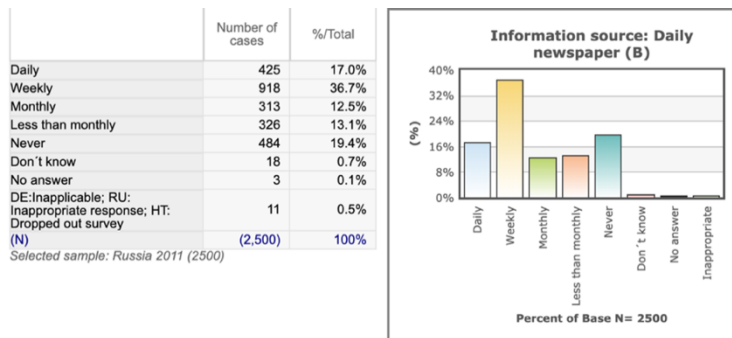 Number of cases %/Total
Daily 425 17.0%
Weekly 918 36.7%
Monthly 313 12.5%
Less than monthly 326 13.1%
Never 484 19.4%
Don´t know 18 0.7%
No answer 3 0.1%
DE:Inapplicable; RU:
Inappropriate response; HT:
Dropped out survey 11 0.5%
(N) (2,500) 100%
Selected sample: Russia 2011 (2500)
Information source: Daily
newspaper (B)
(%)
40%
32%
24%
16%
8%
0%
Daily
Weekly
Monthly
Less than monthly
Never
Don´t know
No answer
Inappropriate
Percent of Base N= 2500